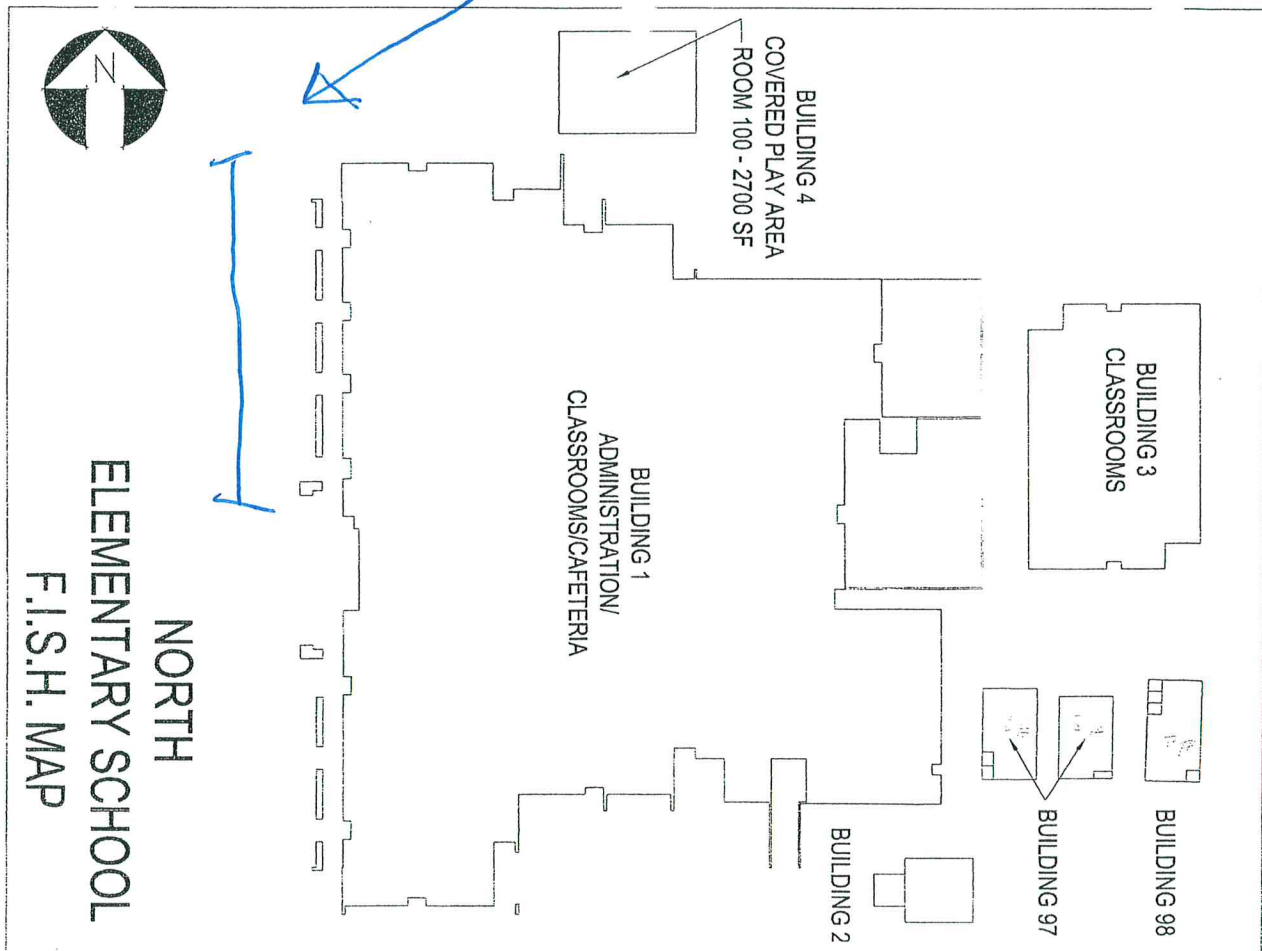 BUILDING 98
BUILDING 3
CLASSROOMS
BUILDING 97
BUILDING 2
BUILDING 4
COVERED PLAY AREA
ROOM 100 - 2700 SF
BUILDING 1
ADMINISTRATION/
CLASSROOMS/CAFETERIA
NORTH
ELEMENTARY SCHOOL
F.I.S.H. MAP
N